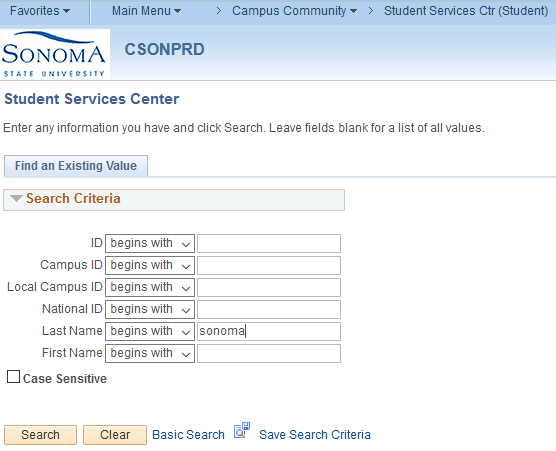 Favorites Main Menu > Campus Community > Student Services Ctr (Student)
SONOMA
STATE UNIVERSITY
CSONPRD
Student Services Center
Enter any information you have and click Search. Leave fields blank for a list of all values.
Find an Existing Value
Search Criteria
ID begins with
Campus ID begins with
Local Campus ID begins with
National ID begins with
Last Name begins with sonoma
First Name begins with
Case Sensitive
Search Clear Basic Search Save Search Criteria